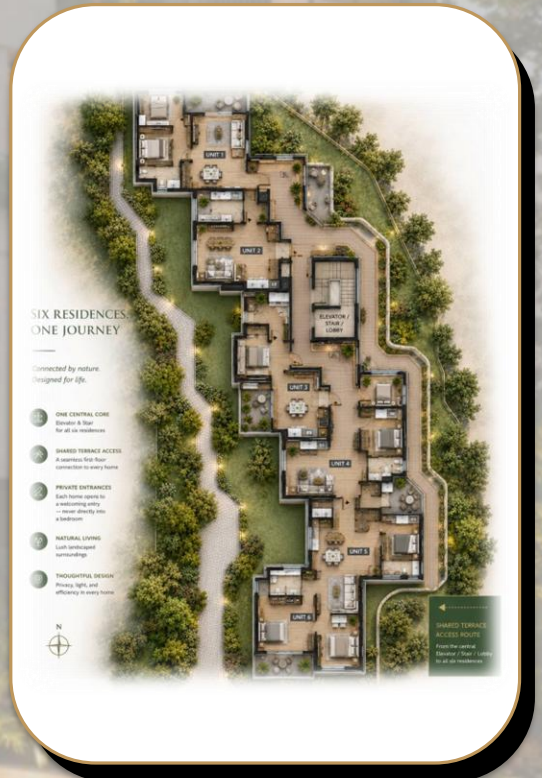 UNIT 1
UNIT 2
ELEVATOR /
STAIR /
LOBBY
UNIT 3
UNIT 4
UNIT 5
UNIT 6
SIX RESIDENCES,
ONE JOURNEY
Connected by nature.
Designed for life.
ONE CENTRAL CORE
Elevator & Stair
for all six residences
SHARED TERRACE ACCESS
A seamless first-floor
connection to every home
PRIVATE ENTRANCES
Each home opens to
a welcoming entry
— never directly into
a bedroom
NATURAL LIVING
Lush landscaped
surroundings
THOUGHTFUL DESIGN
Privacy, light, and
efficiency in every home
N
SHARED TERRACE
ACCESS ROUTE
From the central
Elevator / Stair / Lobby
to all six residences